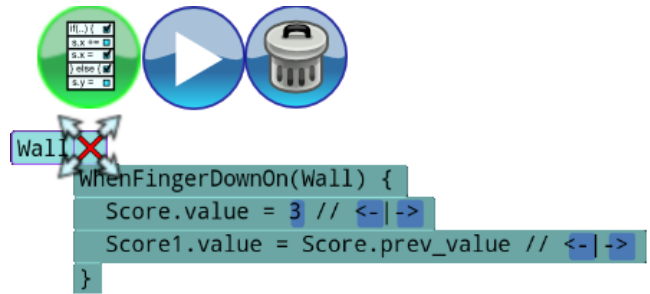 if(..) {
s.x +=
s.x =
} else {
s.y =
Wall
WhenFingerDownOn(Wall) {
Score.value = 3 // <-|->
Score1.value = Score.prev_value // <-|->
}